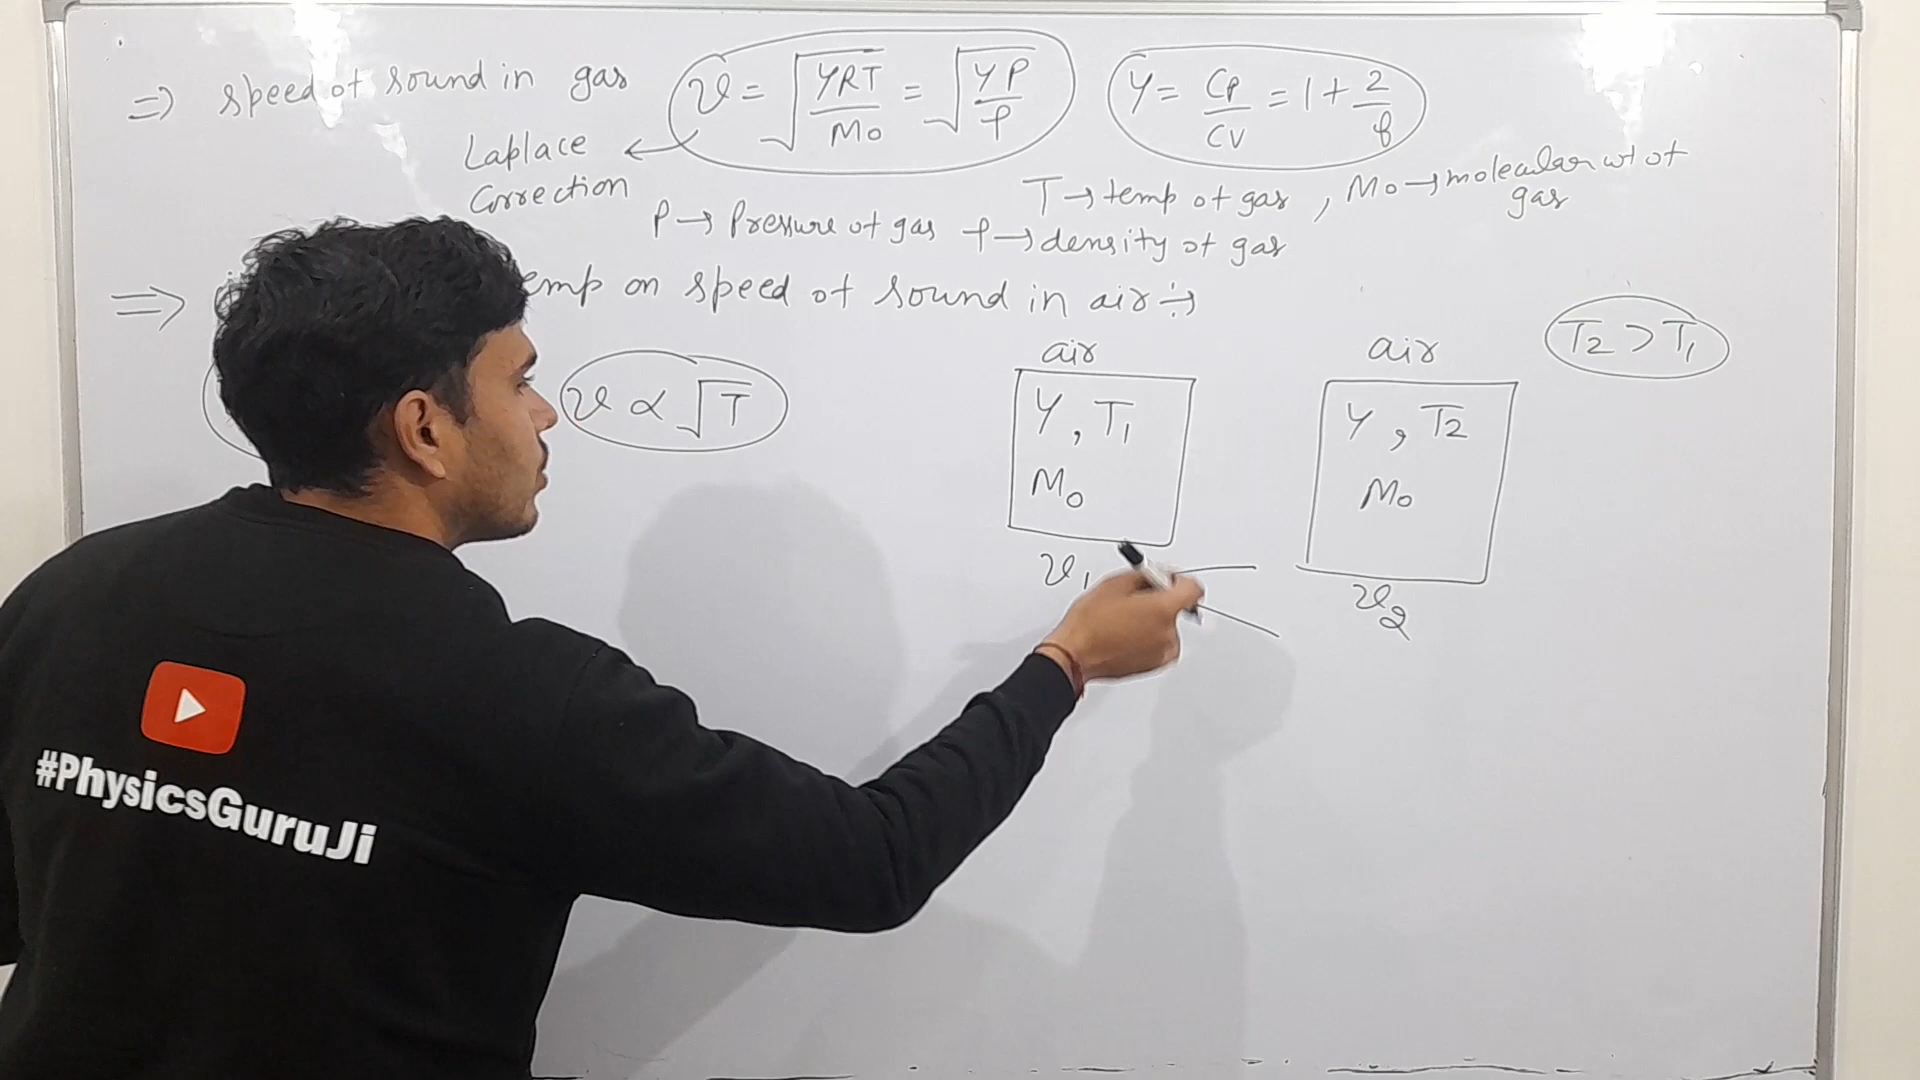 => speed of sound in gas v = √(γRT/Mo) = √(γP/ρ) γ = Cp/Cv = 1 + 2/f
Laplace
Correction
T → temp of gas , Mo → molecular wt of
gas
P → Pressure of gas ρ → density of gas
=> emp on speed of sound in air ÷→
v ∝ √T
air
γ , T1
Mo
v1
air
γ , T2
Mo
v2
T2 > T1
#PhysicsGuruJi